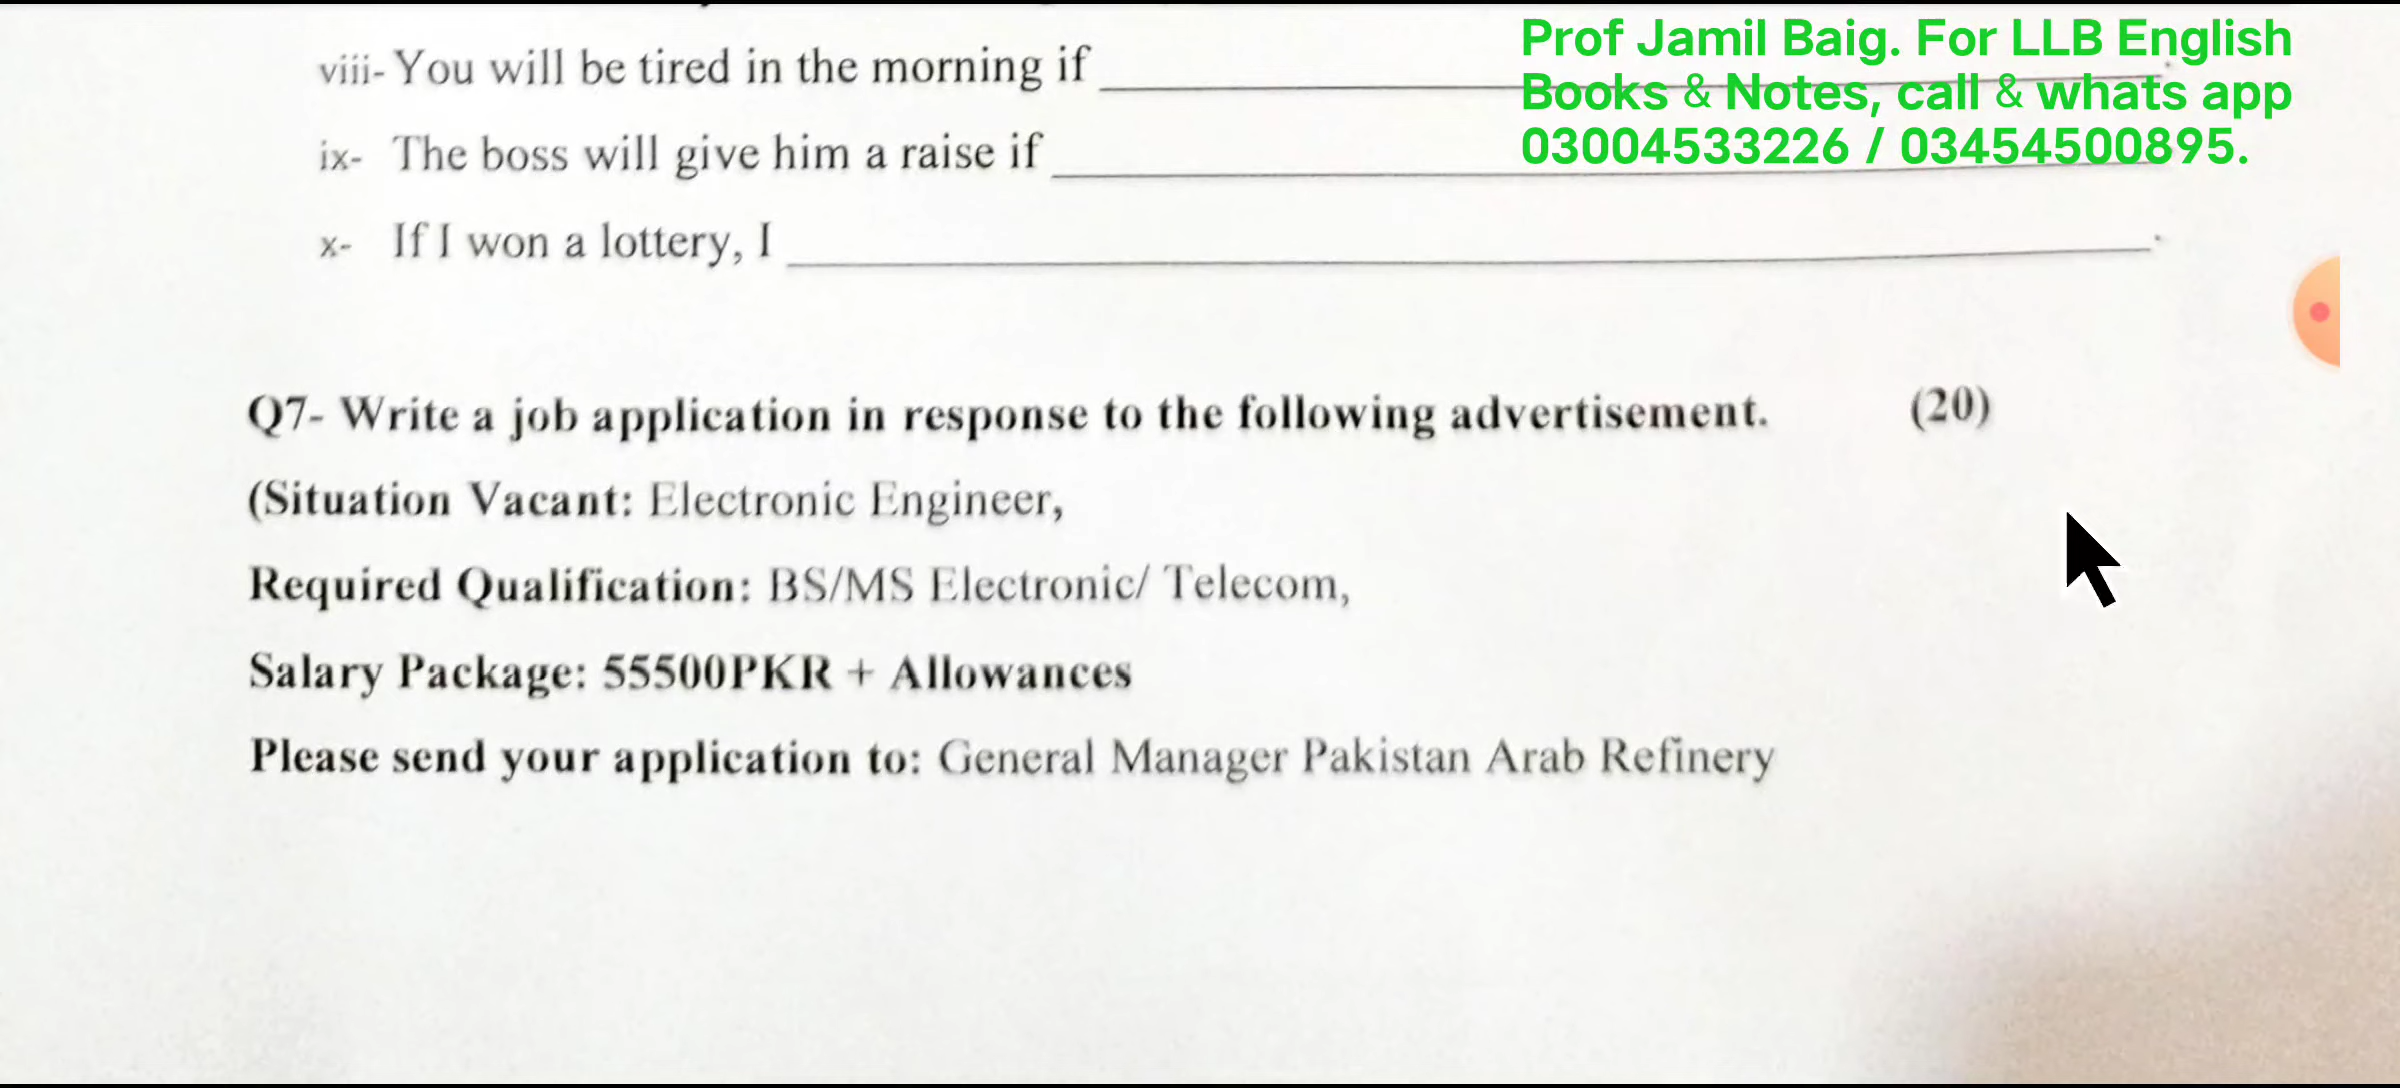 viii- You will be tired in the morning if
ix- The boss will give him a raise if
x- If I won a lottery, I
Prof Jamil Baig. For LLB English
Books & Notes, call & whats app
03004533226 / 03454500895.
Q7- Write a job application in response to the following advertisement. (20)
(Situation Vacant: Electronic Engineer,
Required Qualification: BS/MS Electronic/ Telecom,
Salary Package: 55500PKR + Allowances
Please send your application to: General Manager Pakistan Arab Refinery